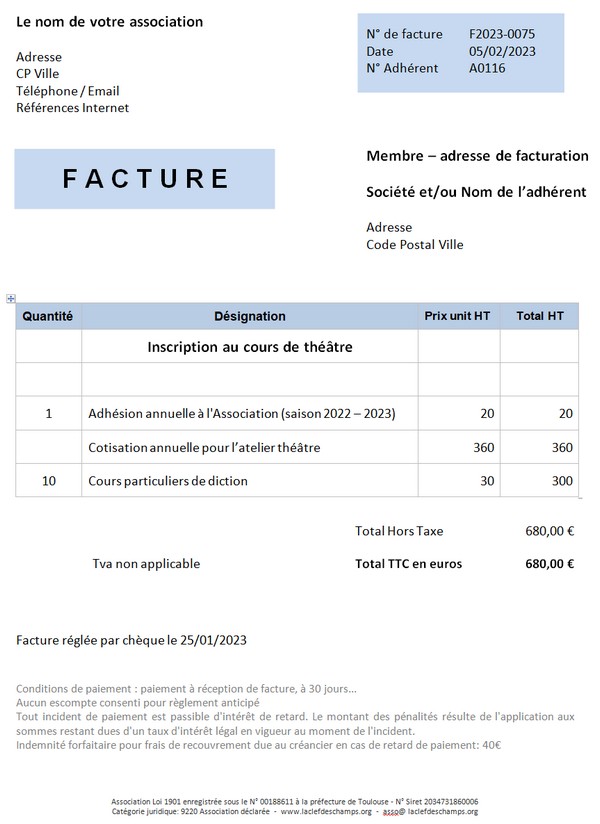 Le nom de votre association
N° de facture F2023-0075
Date 05/02/2023
N° Adhérent A0116
Adresse
CP Ville
Téléphone / Email
Références Internet
FACTURE
Membre – adresse de facturation
Société et/ou Nom de l'adhérent
Adresse
Code Postal Ville
Quantité Désignation Prix unit HT Total HT
Inscription au cours de théâtre
1 Adhésion annuelle à l'Association (saison 2022 – 2023) 20 20
Cotisation annuelle pour l'atelier théâtre 360 360
10 Cours particuliers de diction 30 300
Total Hors Taxe 680,00 €
Tva non applicable Total TTC en euros 680,00 €
Facture réglée par chèque le 25/01/2023
Conditions de paiement : paiement à réception de facture, à 30 jours...
Aucun escompte consenti pour règlement anticipé
Tout incident de paiement est passible d'intérêt de retard. Le montant des pénalités résulte de l'application aux
sommes restant dues d'un taux d'intérêt légal en vigueur au moment de l'incident.
Indemnité forfaitaire pour frais de recouvrement due au créancier en cas de retard de paiement: 40€
Association Loi 1901 enregistrée sous le N° 00188611 à la préfecture de Toulouse - N° Siret 2034731860006
Catégorie juridique: 9220 Association déclarée - www.laclefdeschamps.org - asso@ laclefdeschamps.org